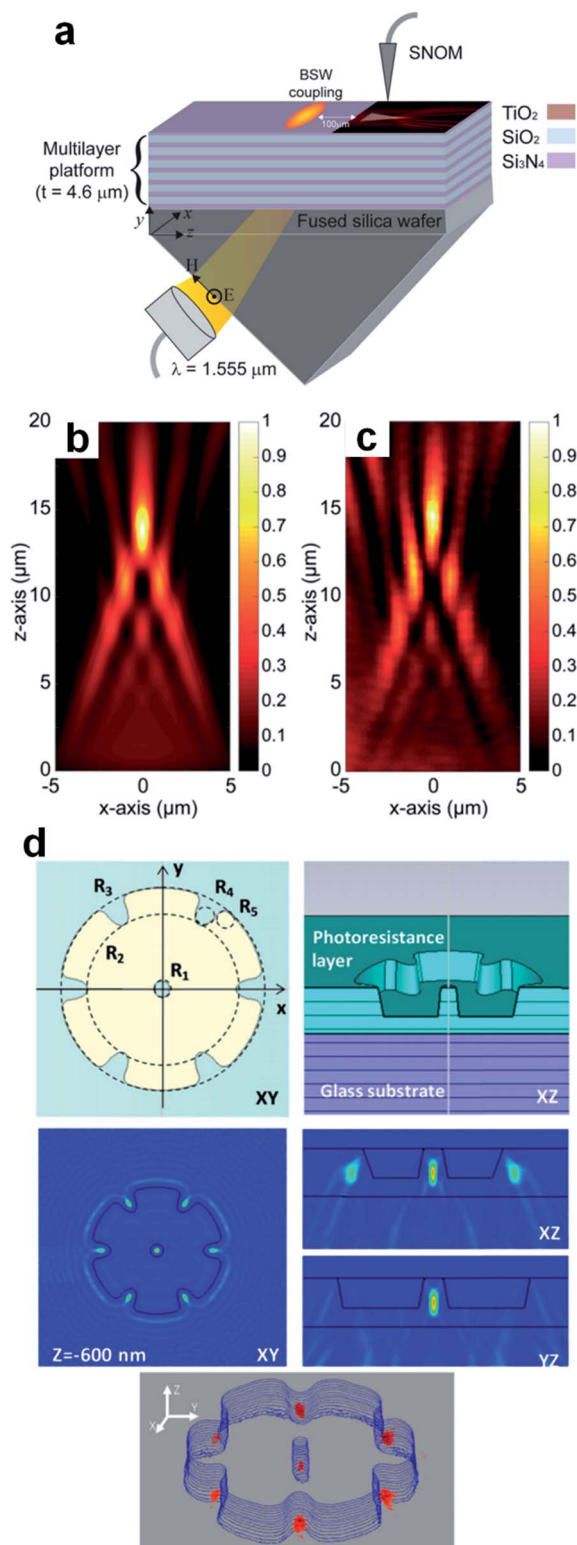 a
SNOM
BSW
coupling
100μm
TiO₂
SiO₂
Si₃N₄
Multilayer
platform
(t = 4.6 μm)
Fused silica wafer
y
x
z
H
E
λ = 1.555 μm
b
20
15
10
5
0
z-axis (μm)
-5
0
5
x-axis (μm)
1
0.9
0.8
0.7
0.6
0.5
0.4
0.3
0.2
0.1
0
c
20
15
10
5
0
z-axis (μm)
-5
0
5
x-axis (μm)
1
0.9
0.8
0.7
0.6
0.5
0.4
0.3
0.2
0.1
0
d
y
R₃
R₄
R₅
R₂
R₁
x
XY
Photoresistance
layer
Glass substrate
XZ
Z=-600 nm
XY
XZ
YZ
Z
Y
X